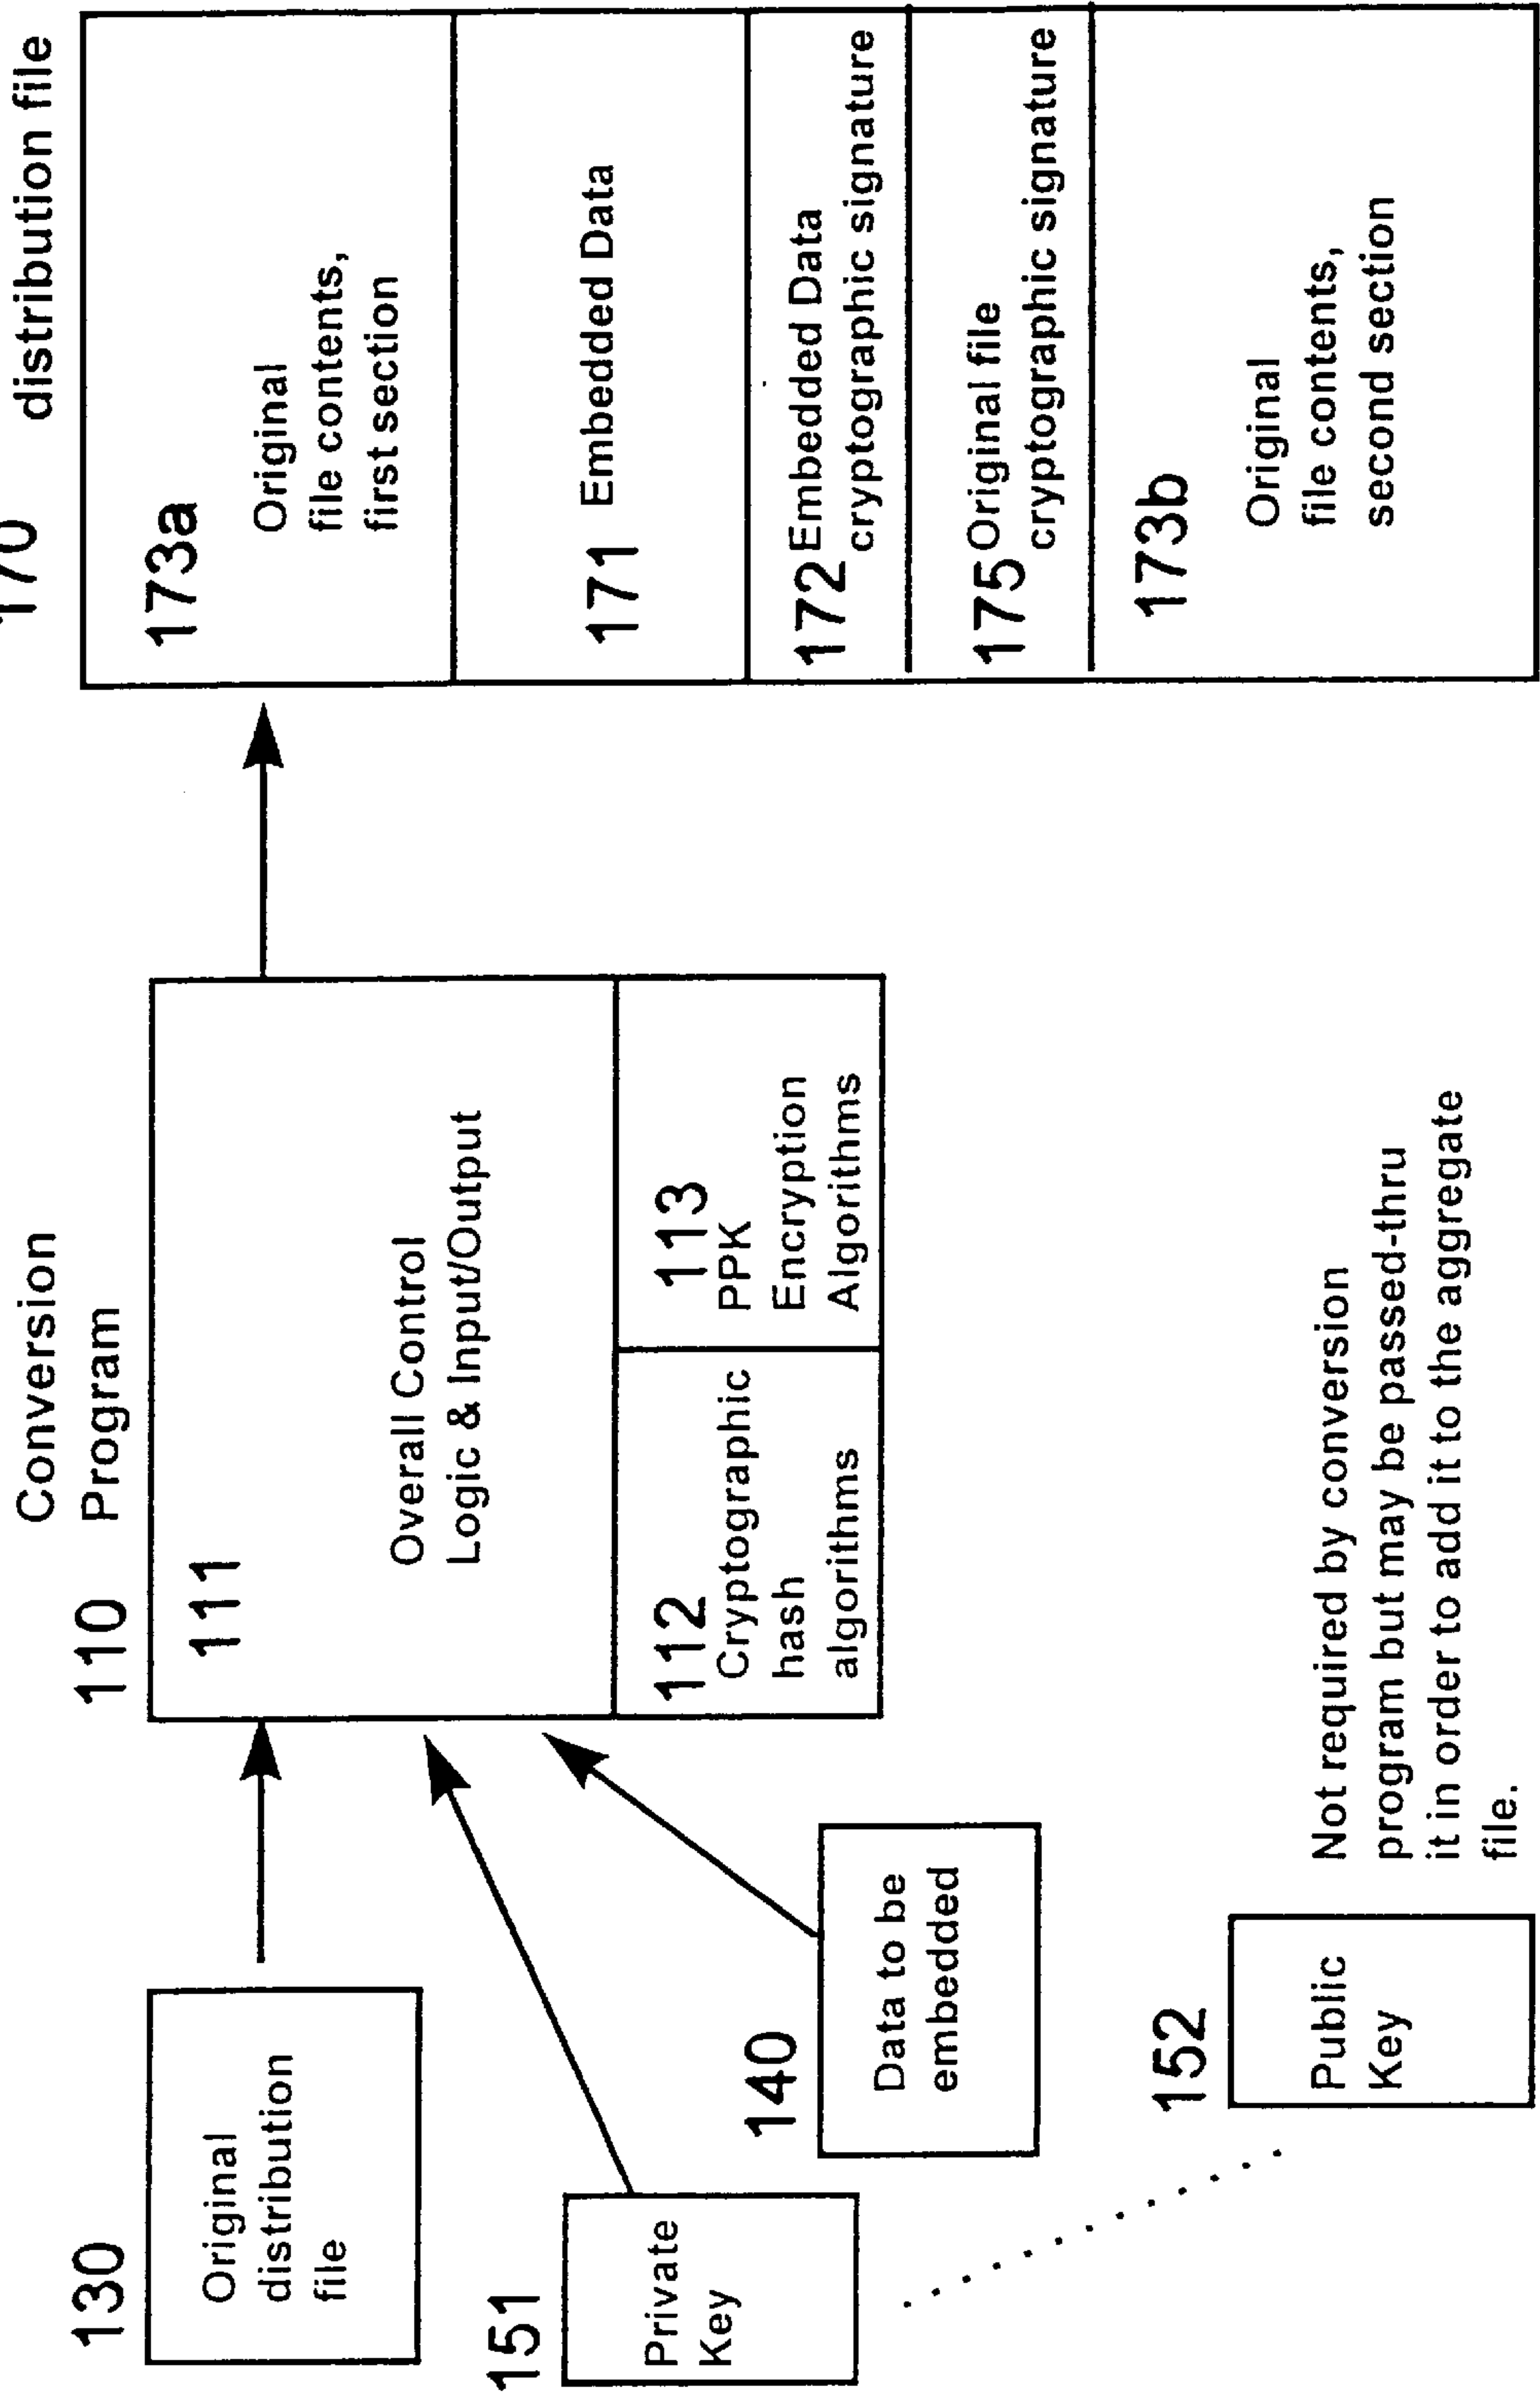 130
Original
distribution
file
151
Private
Key
140
Data to be
embedded
152
Public
Key
Not required by conversion
program but may be passed-thru
it in order to add it to the aggregate
file.
Conversion
110 Program
111
Overall Control
Logic & Input/Output
112
Cryptographic
hash
algorithms
113
PPK
Encryption
Algorithms
170
distribution file
173a
Original
file contents,
first section
171 Embedded Data
172 Embedded Data
cryptographic signature
175 Original file
cryptographic signature
173b
Original
file contents,
second section